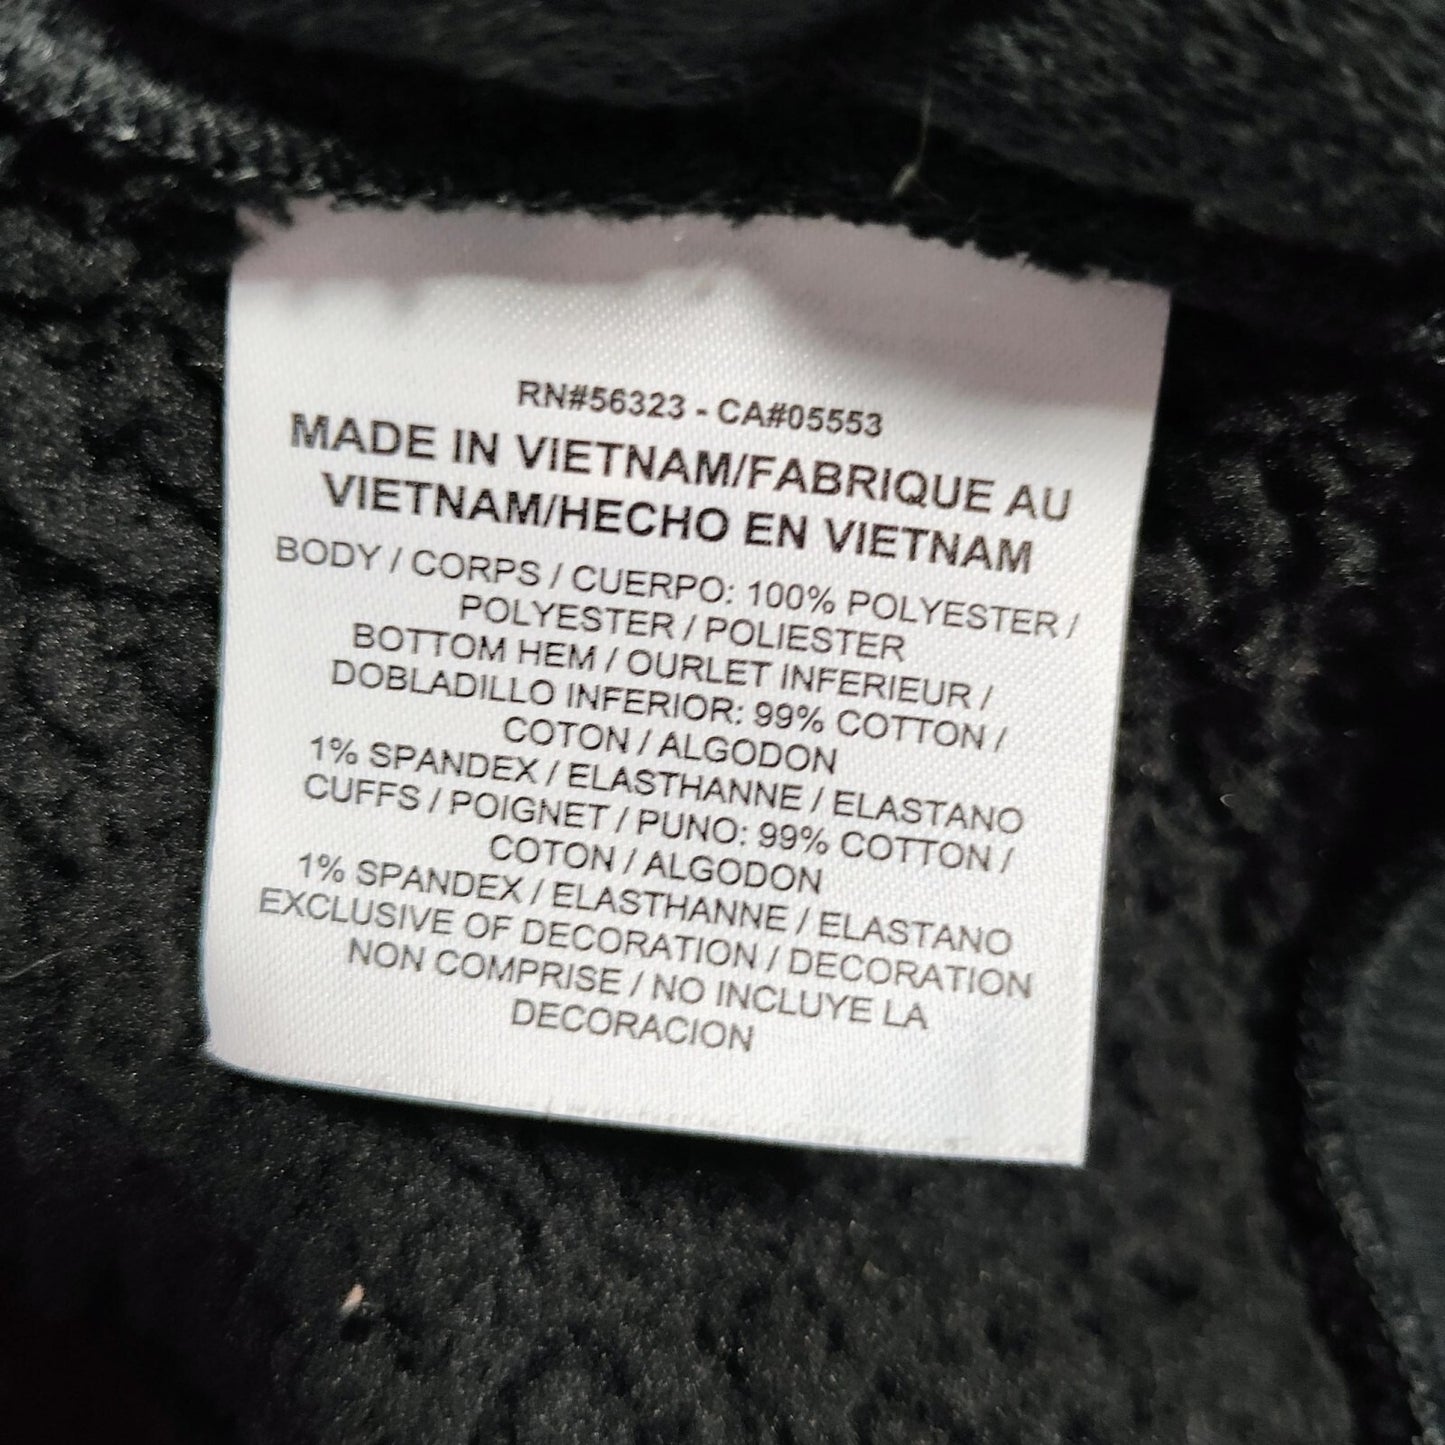 RN#56323 - CA#05553
MADE IN VIETNAM/FABRIQUE AU
VIETNAM/HECHO EN VIETNAM
BODY / CORPS / CUERPO: 100% POLYESTER /
POLYESTER / POLIESTER
BOTTOM HEM / OURLET INFERIEUR /
DOBLADILLO INFERIOR: 99% COTTON /
COTON / ALGODON
1% SPANDEX / ELASTHANNE / ELASTANO
CUFFS / POIGNET / PUNO: 99% COTTON /
COTON / ALGODON
1% SPANDEX / ELASTHANNE / ELASTANO
EXCLUSIVE OF DECORATION / DECORATION
NON COMPRISE / NO INCLUYE LA
DECORACION